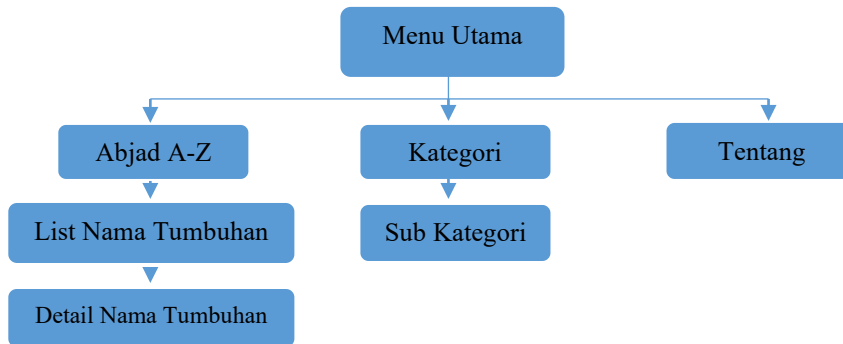 Menu Utama
Abjad A-Z
Kategori
Tentang
List Nama Tumbuhan
Sub Kategori
Detail Nama Tumbuhan